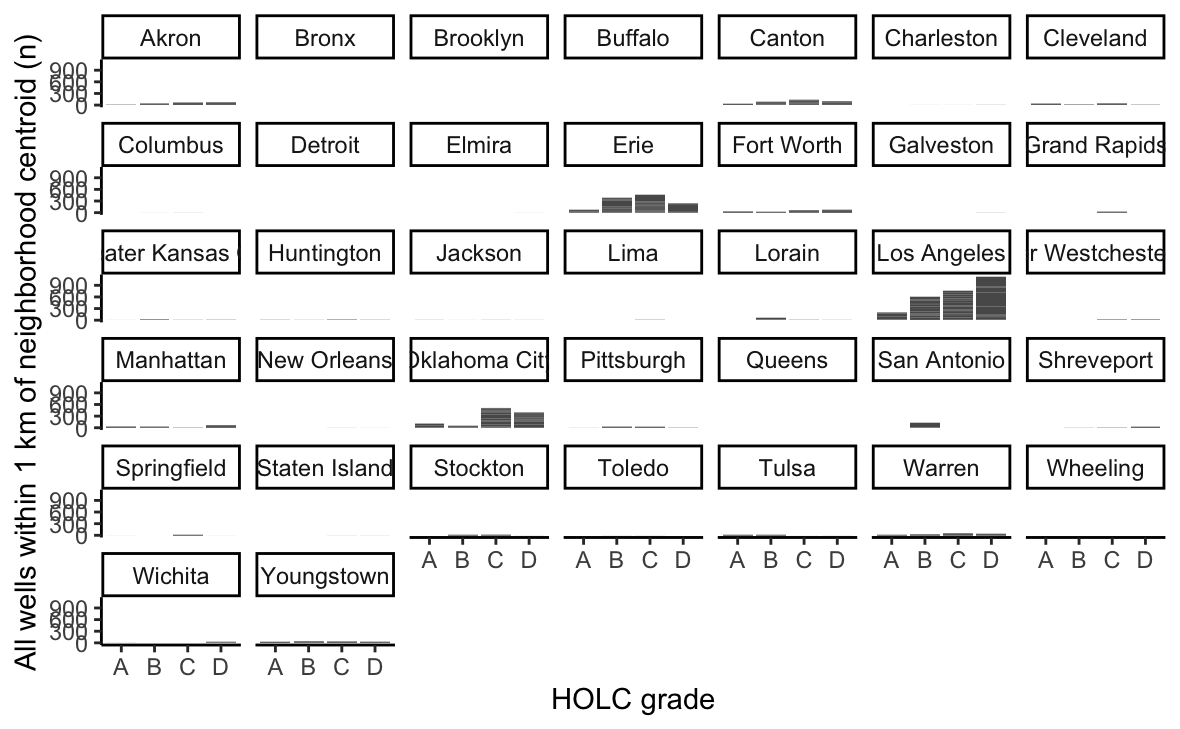 All wells within 1 km of neighborhood centroid (n)
Akron Bronx Brooklyn Buffalo Canton Charleston Cleveland
900
600
300
0
Columbus Detroit Elmira Erie Fort Worth Galveston Grand Rapids
900
600
300
0
ater Kansas Huntington Jackson Lima Lorain Los Angeles r Westcheste
900
600
300
0
Manhattan New Orleans Oklahoma City Pittsburgh Queens San Antonio Shreveport
900
600
300
0
Springfield Staten Island Stockton Toledo Tulsa Warren Wheeling
900
600
300
0
A B C D A B C D A B C D A B C D A B C D
Wichita Youngstown
900
600
300
0
A B C D A B C D
HOLC grade